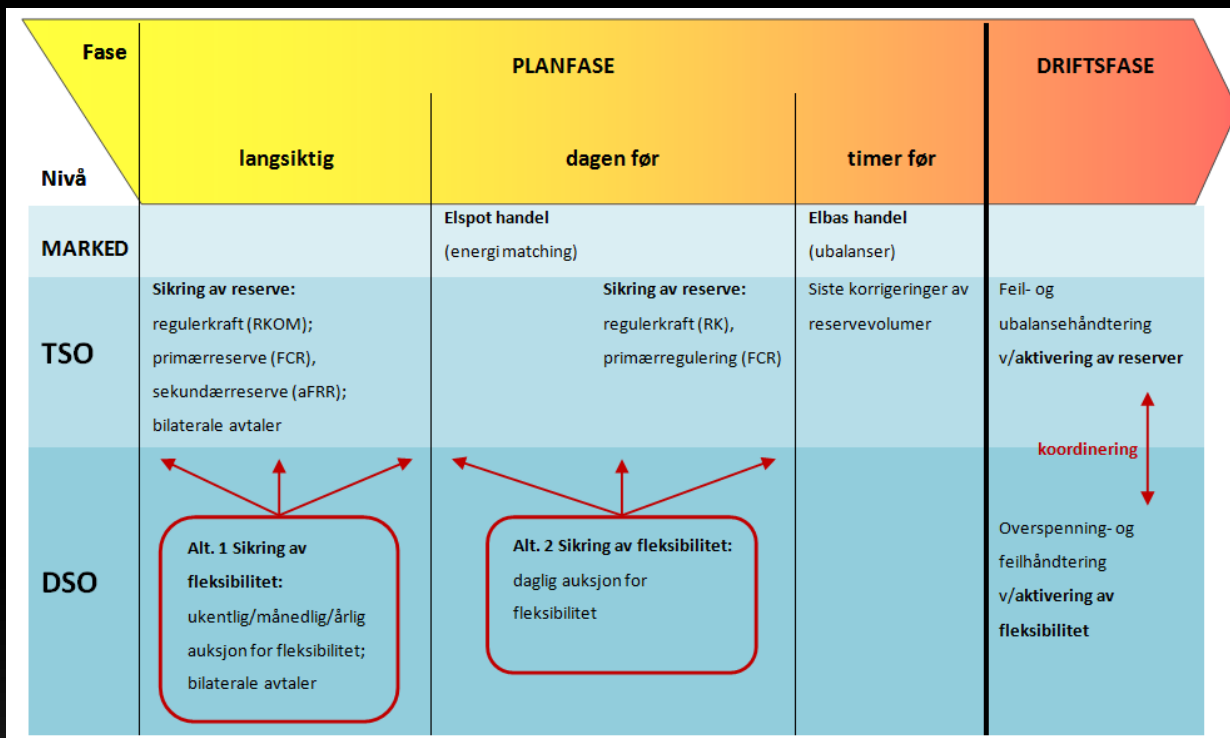 Fase
PLANFASE
DRIFTSFASE
langsiktig
dagen før
timer før
Nivå
MARKED
Elspot handel
(energi matching)
Elbas handel
(ubalanser)
TSO
Sikring av reserve:
regulerkraft (RKOM);
primærreserve (FCR),
sekundærreserve (aFRR);
bilaterale avtaler
Sikring av reserve:
regulerkraft (RK),
primærregulering (FCR)
Siste korrigeringer av
reservevolumer
Feil- og
ubalansehåndtering
v/aktivering av reserver
koordinering
DSO
Alt. 1 Sikring av
fleksibilitet:
ukentlig/månedlig/årlig
auksjon for fleksibilitet;
bilaterale avtaler
Alt. 2 Sikring av fleksibilitet:
daglig auksjon for
fleksibilitet
Overspenning- og
feilhåndtering
v/aktivering av
fleksibilitet